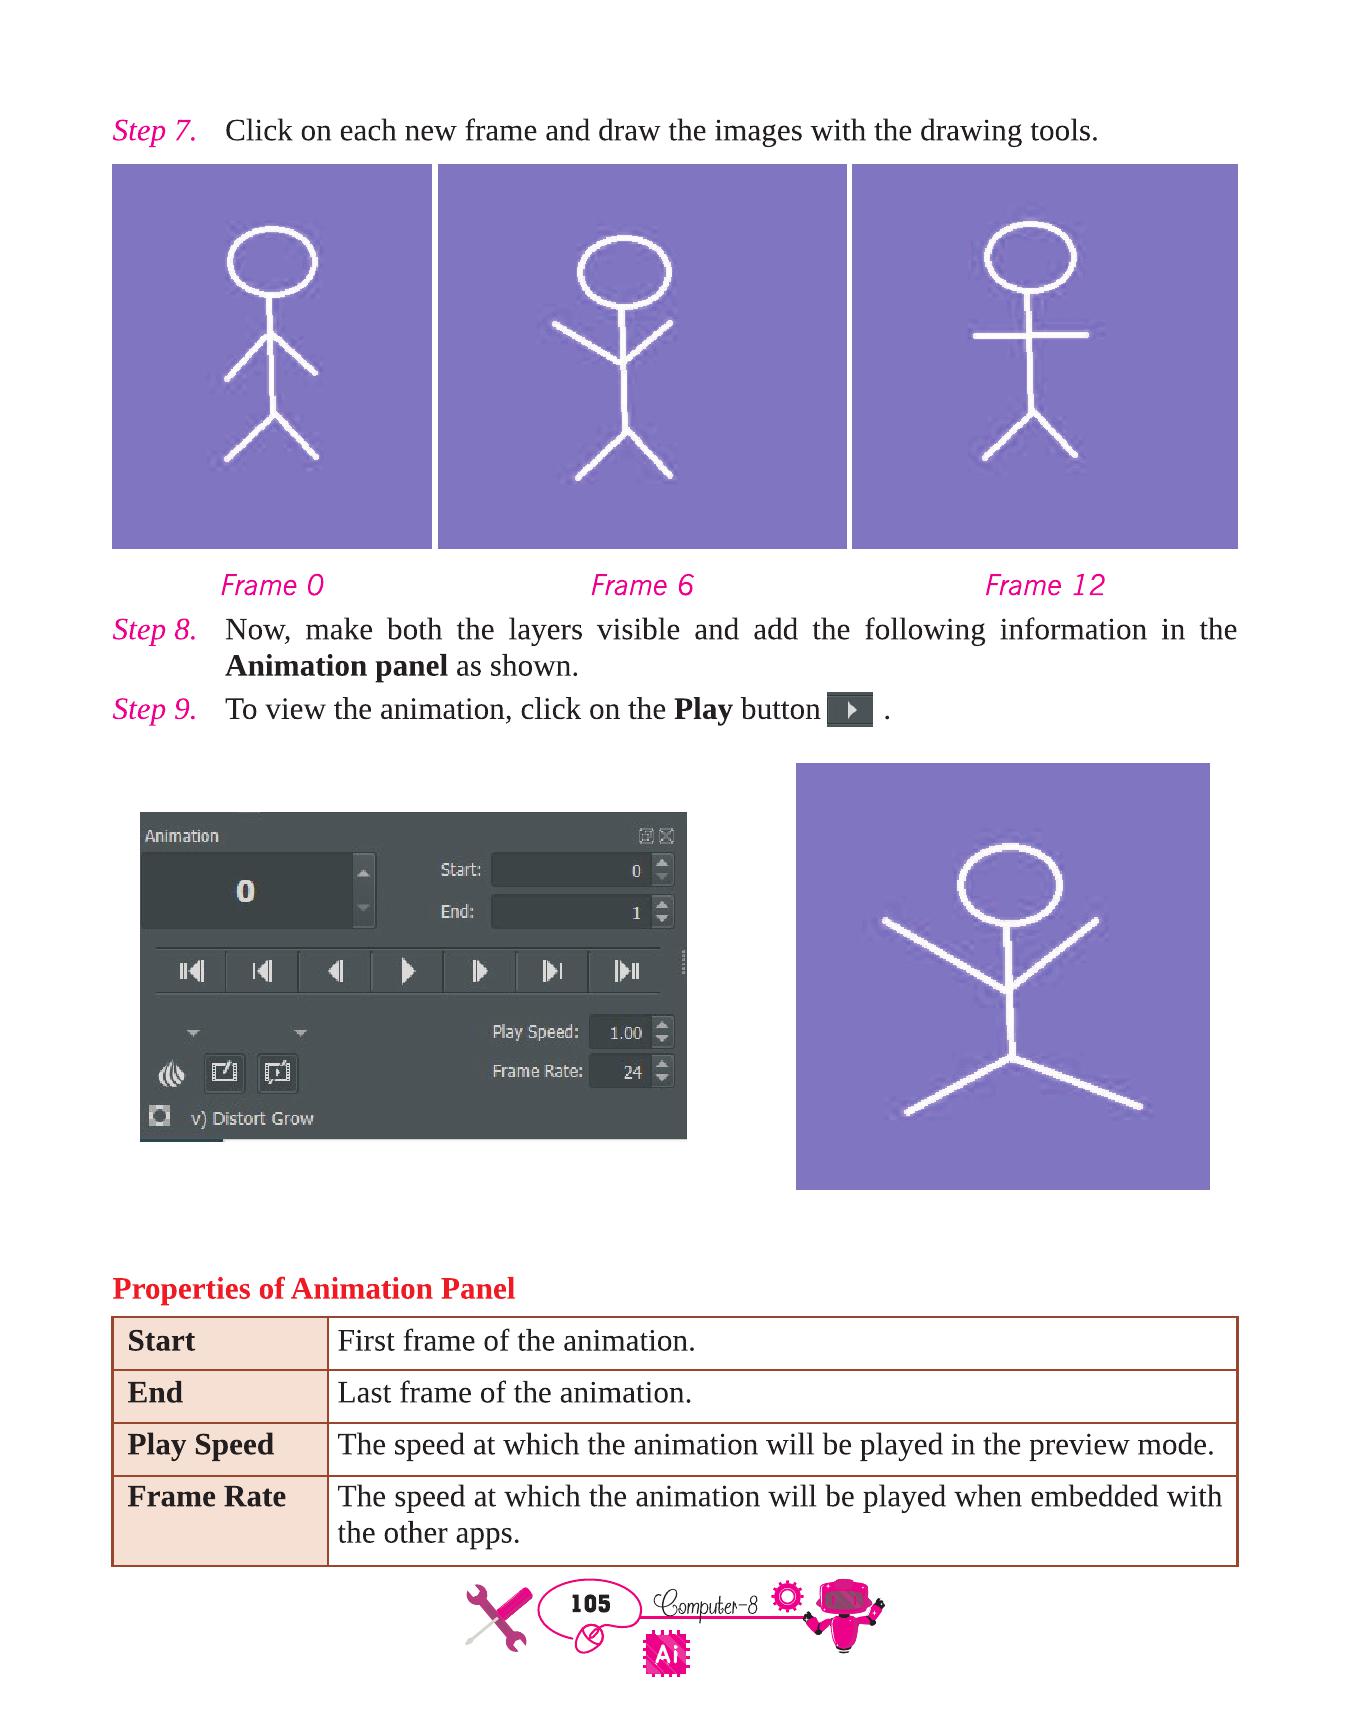 Step 7. Click on each new frame and draw the images with the drawing tools.
Frame 0 Frame 6 Frame 12
Step 8. Now, make both the layers visible and add the following information in the
Animation panel as shown.
Step 9. To view the animation, click on the Play button .
Animation
0
Start: 0
End: 1
Play Speed: 1.00
Frame Rate: 24
v) Distort Grow
Properties of Animation Panel
Start First frame of the animation.
End Last frame of the animation.
Play Speed The speed at which the animation will be played in the preview mode.
Frame Rate The speed at which the animation will be played when embedded with
the other apps.
105 Computer-8
Ai